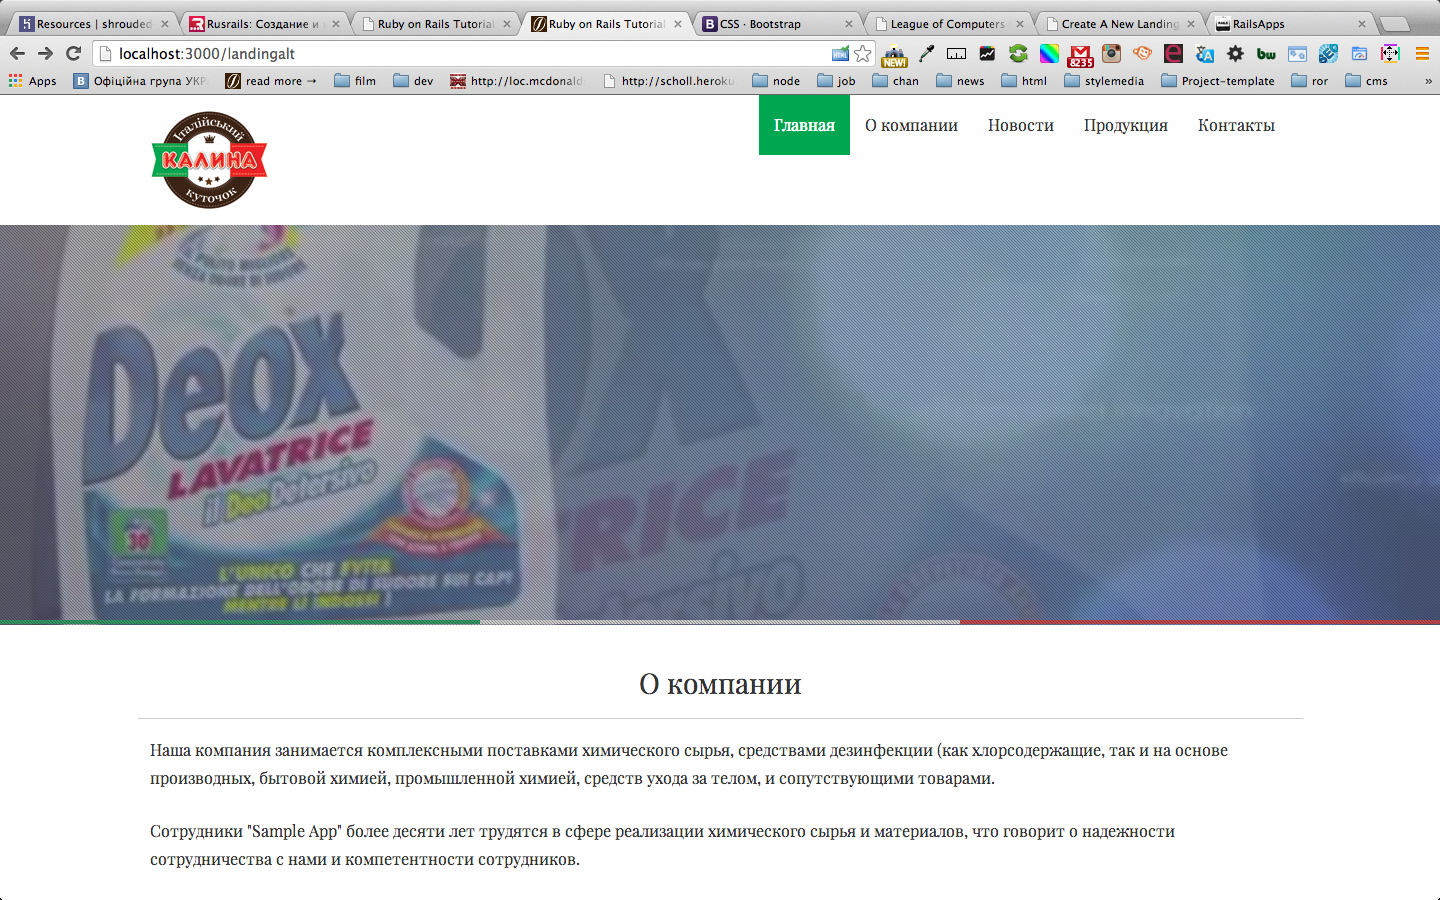 Resources | shrouded
Rusrails: Создание и
Ruby on Rails Tutorial
Ruby on Rails Tutorial
CSS · Bootstrap
League of Computers
Create A New Landing
RailsApps
localhost:3000/landingalt
NEW!
8235
bw
Apps
Офіційна група УКР
read more →
film
dev
http://loc.mcdonald
http://scholl.heroku
node
job
chan
news
html
stylemedia
Project-template
ror
cms
»
Італійський
КАЛИНА
куточок
Главная
О компании
Новости
Продукция
Контакты
Deox
LAVATRICE
il DeoDetersivo
30
L'UNICO CHE EVITA
LA FORMAZIONE DELL'ODORE DI SUDORE SUI CAPI
MENTRE LI INDOSSI !
О компании
Наша компания занимается комплексными поставками химического сырья, средствами дезинфекции (как хлорсодержащие, так и на основе
производных, бытовой химией, промышленной химией, средств ухода за телом, и сопутствующими товарами.
Сотрудники "Sample App" более десяти лет трудятся в сфере реализации химического сырья и материалов, что говорит о надежности
сотрудничества с нами и компетентности сотрудников.